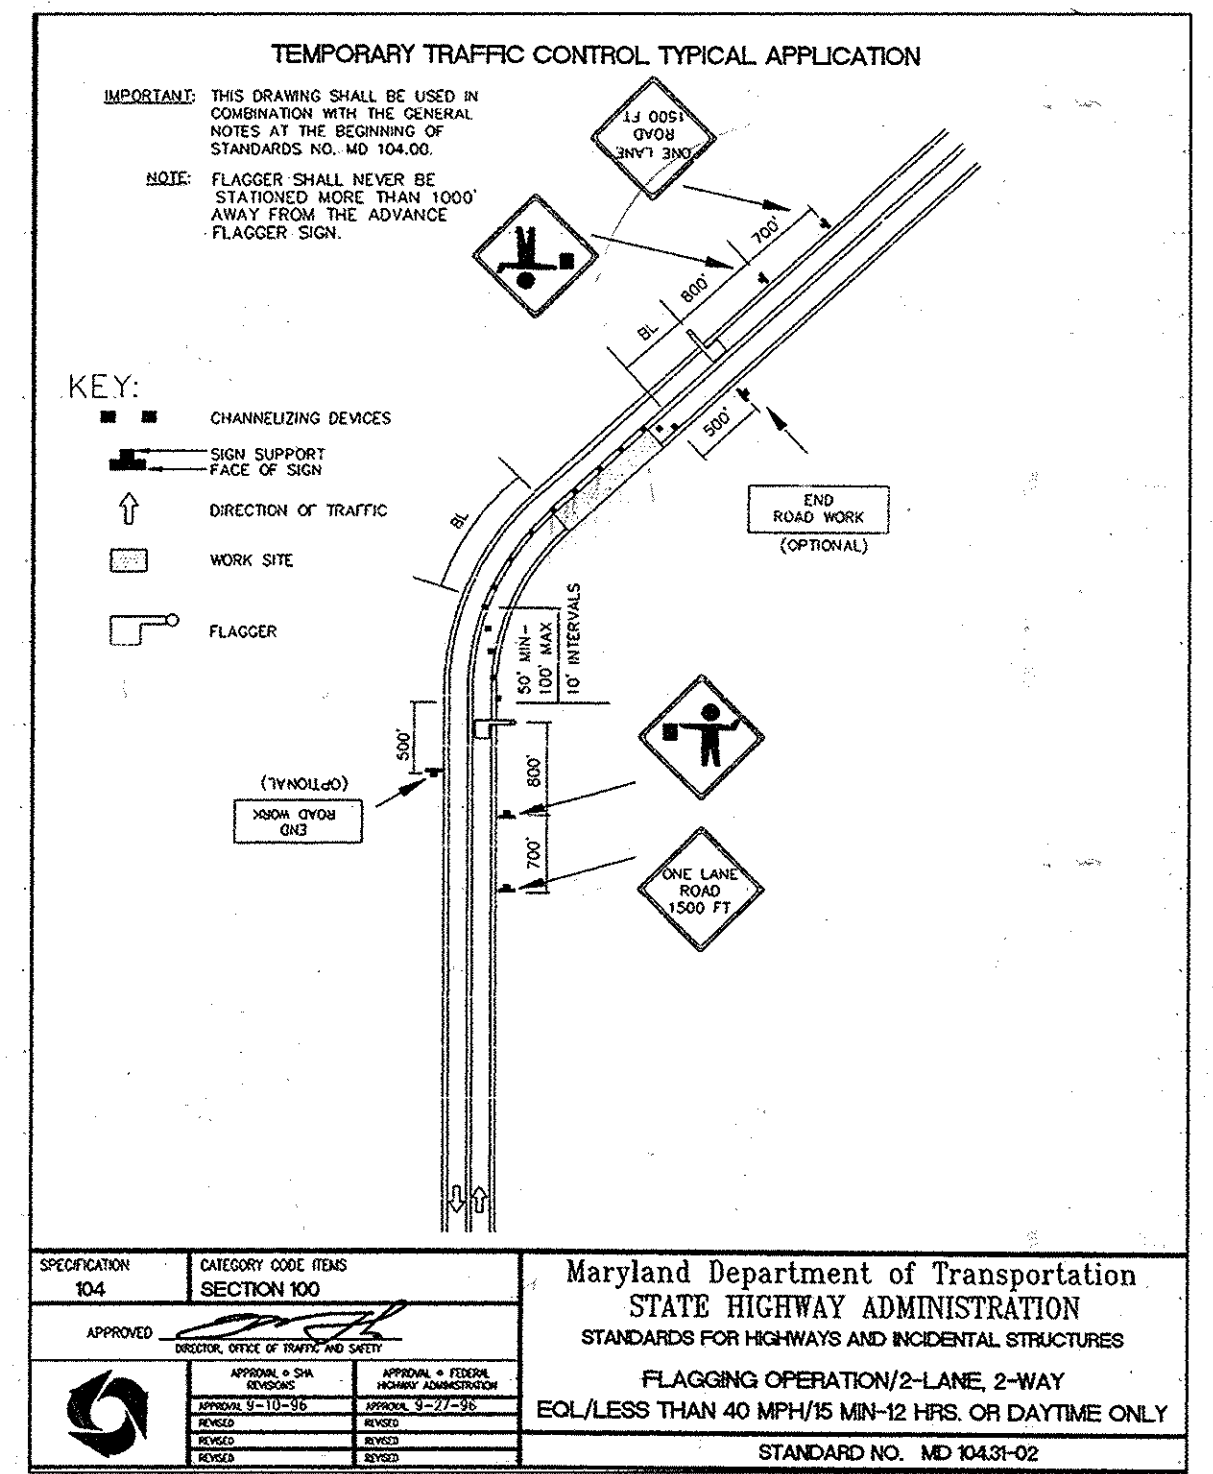 TEMPORARY TRAFFIC CONTROL TYPICAL APPLICATION
IMPORTANT: THIS DRAWING SHALL BE USED IN
COMBINATION WITH THE GENERAL
NOTES AT THE BEGINNING OF
STANDARDS NO. MD 104.00.
NOTE: FLAGGER SHALL NEVER BE
STATIONED MORE THAN 1000'
AWAY FROM THE ADVANCE
FLAGGER SIGN.
ONE LANE
ROAD
1500 FT
700'
800'
BL
KEY:
CHANNELIZING DEVICES
SIGN SUPPORT
FACE OF SIGN
DIRECTION OF TRAFFIC
WORK SITE
FLAGGER
500'
END
ROAD WORK
(OPTIONAL)
BL
50' MIN-
100' MAX
10' INTERVALS
500'
800'
700'
END
ROAD WORK
(OPTIONAL)
ONE LANE
ROAD
1500 FT
SPECIFICATION
104
CATEGORY CODE ITEMS
SECTION 100
APPROVED
DIRECTOR, OFFICE OF TRAFFIC AND SAFETY
APPROVAL • SHA
REVISIONS
APPROVAL • FEDERAL
HIGHWAY ADMINISTRATION
APPROVAL 9-10-96
APPROVAL 9-27-96
REVISED
REVISED
REVISED
REVISED
REVISED
REVISED
Maryland Department of Transportation
STATE HIGHWAY ADMINISTRATION
STANDARDS FOR HIGHWAYS AND INCIDENTAL STRUCTURES
FLAGGING OPERATION/2-LANE, 2-WAY
EQL/LESS THAN 40 MPH/15 MIN-12 HRS. OR DAYTIME ONLY
STANDARD NO. MD 104.31-02